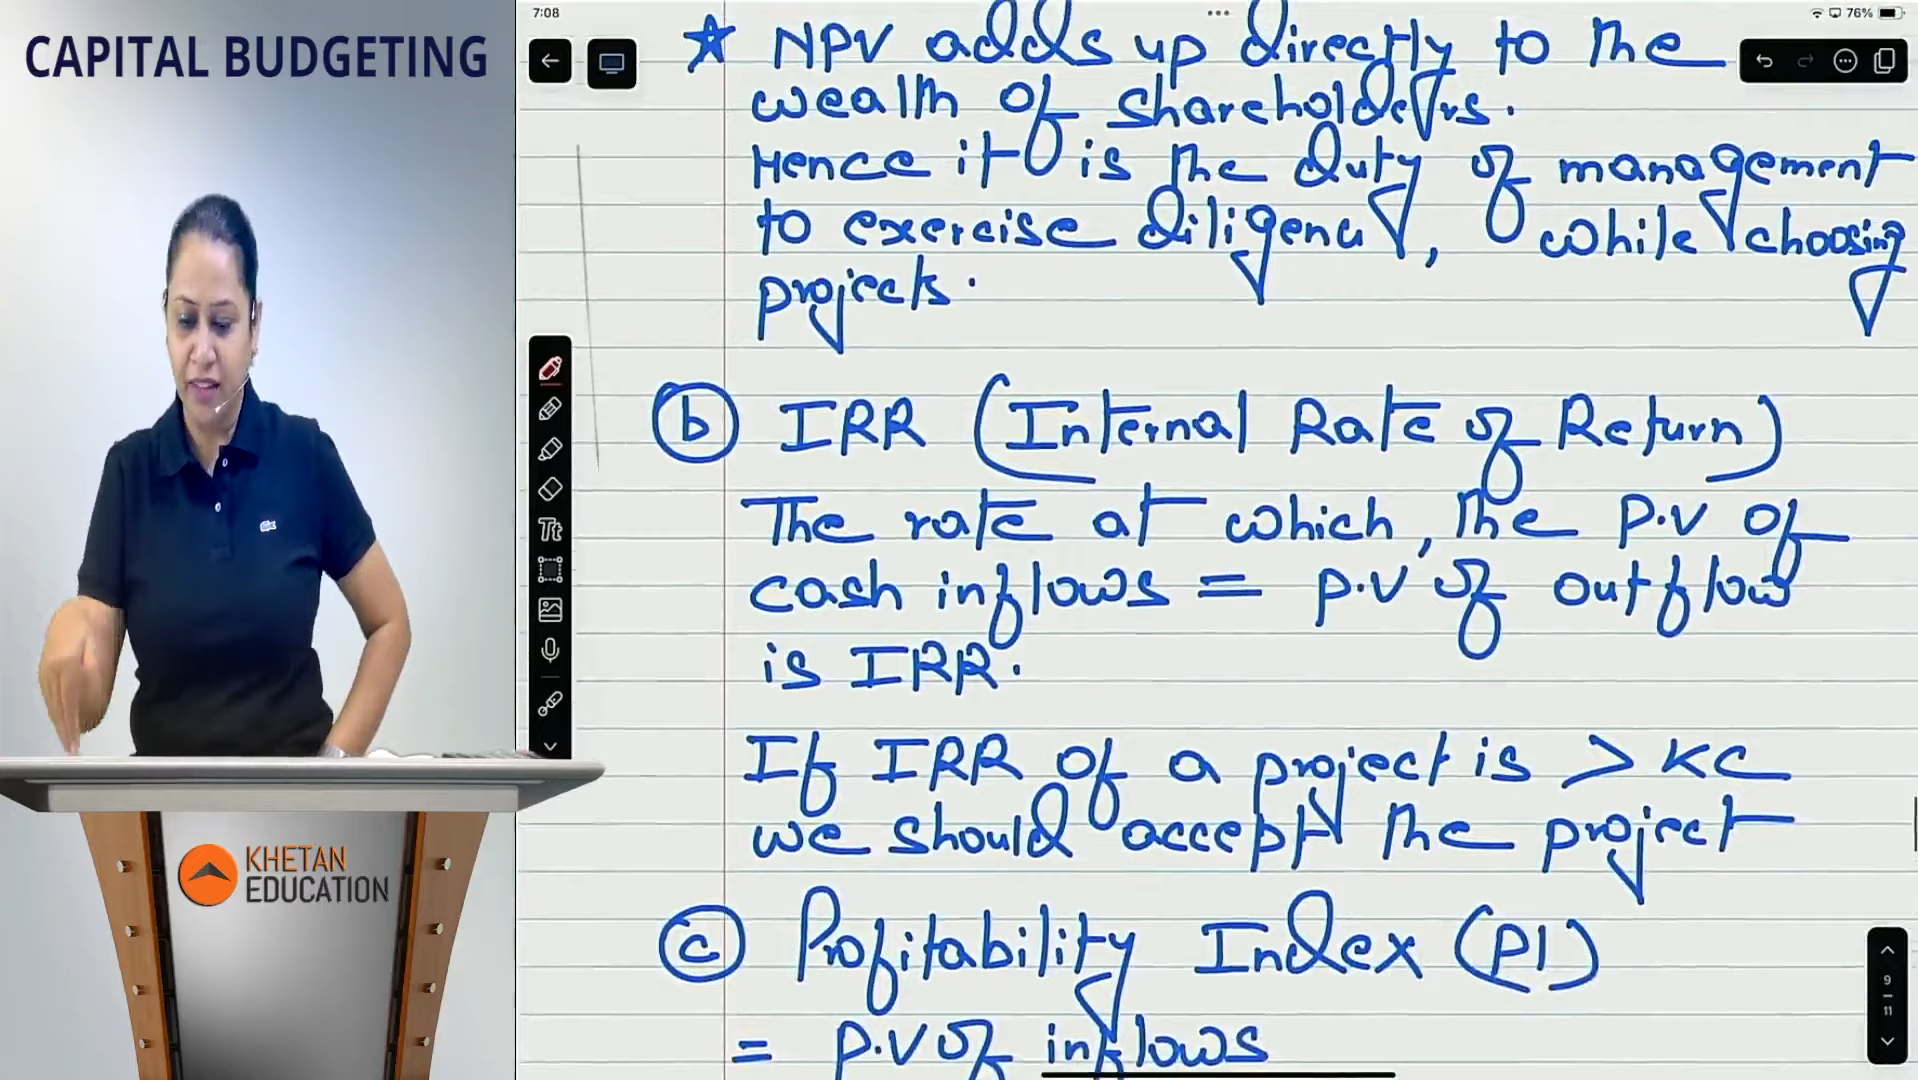 CAPITAL BUDGETING
7:08
76%
☆ NPV adds up directly to the
wealth of shareholders.
Hence it is the duty of management
to exercise diligence, while choosing
projects.
b IRR (Internal Rate of Return)
The rate at which, the P.V of
cash inflows = P.V of outflow
is IRR.
If IRR of a project is > KC
we should accept the project
c Profitability Index (PI)
= P.V of inflows
Tt
9
11
KHETAN
EDUCATION